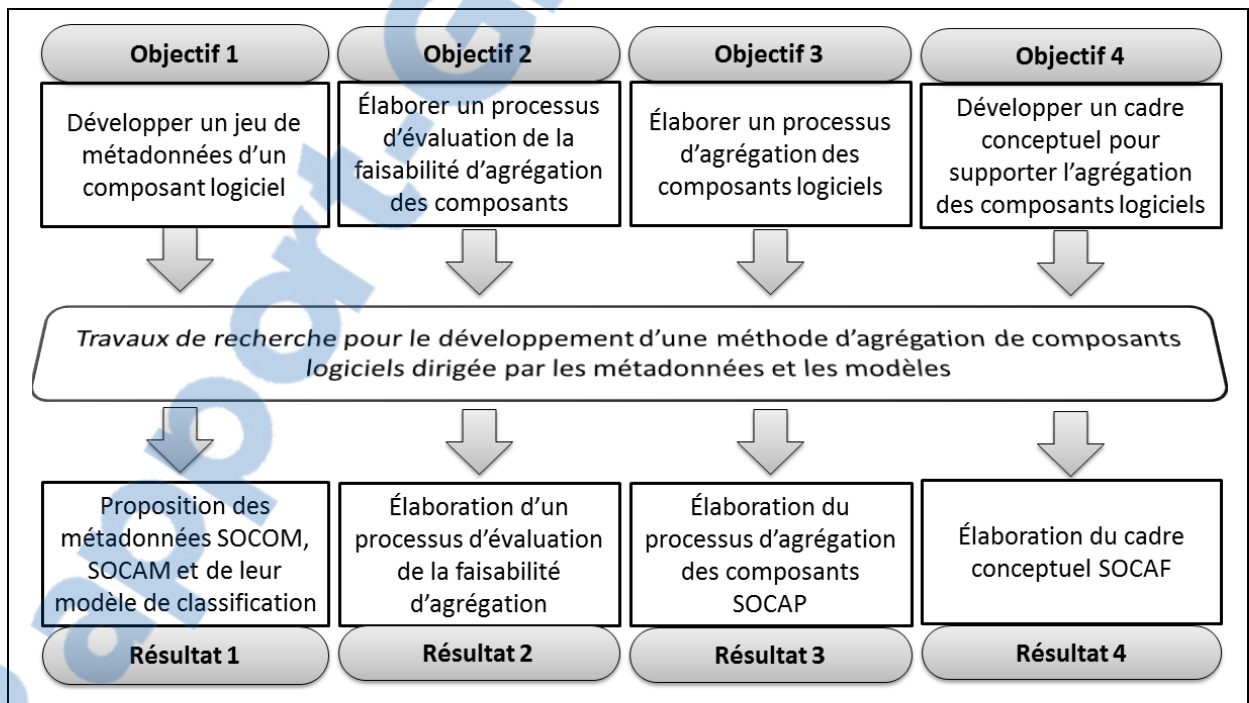 Objectif 1
Développer un jeu de
métadonnées d'un
composant logiciel
Objectif 2
Élaborer un processus
d'évaluation de la
faisabilité d'agrégation
des composants
Objectif 3
Élaborer un processus
d'agrégation des
composants logiciels
Objectif 4
Développer un cadre
conceptuel pour
supporter l'agrégation
des composants logiciels
Travaux de recherche pour le développement d'une méthode d'agrégation de composants
logiciels dirigée par les métadonnées et les modèles
Proposition des
métadonnées SOCOM,
SOCAM et de leur
modèle de classification
Résultat 1
Élaboration d'un
processus d'évaluation
de la faisabilité
d'agrégation
Résultat 2
Élaboration du
processus d'agrégation
des composants
SOCAP
Résultat 3
Élaboration du cadre
conceptuel SOCAF
Résultat 4